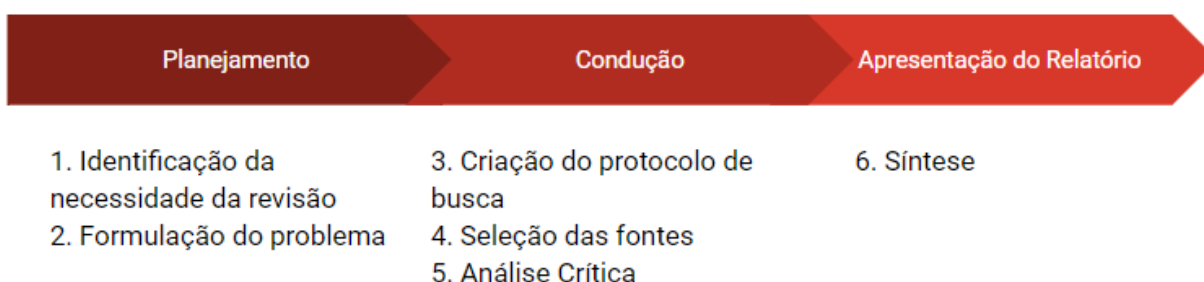 Planejamento
Condução
Apresentação do Relatório
1. Identificação da
necessidade da revisão
2. Formulação do problema
3. Criação do protocolo de
busca
4. Seleção das fontes
5. Análise Crítica
6. Síntese